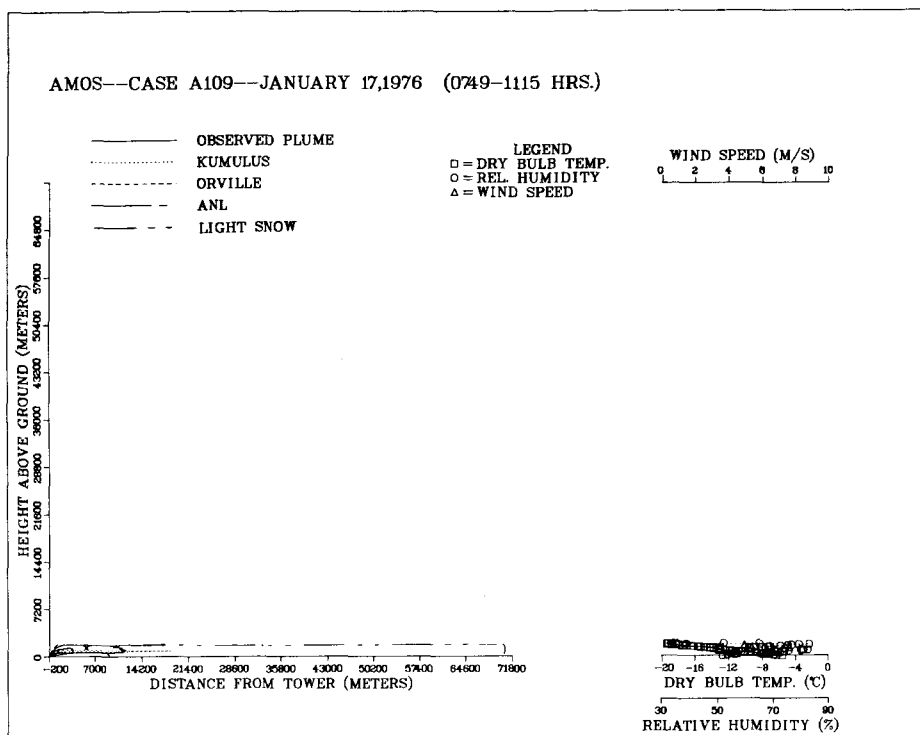 AMOS--CASE A109--JANUARY 17,1976 (0749-1115 HRS.)
OBSERVED PLUME
KUMULUS
ORVILLE
ANL
LIGHT SNOW
LEGEND
□ = DRY BULB TEMP.
○ = REL. HUMIDITY
△ = WIND SPEED
WIND SPEED (M/S)
0 2 4 6 8 10
HEIGHT ABOVE GROUND (METERS)
64800
57600
50400
43200
36000
28800
21600
14400
7200
0
-200 7000 14200 21400 28600 35800 43000 50200 57400 64600 71800
DISTANCE FROM TOWER (METERS)
-20 -16 -12 -8 -4 0
DRY BULB TEMP. (°C)
30 50 70 90
RELATIVE HUMIDITY (%)